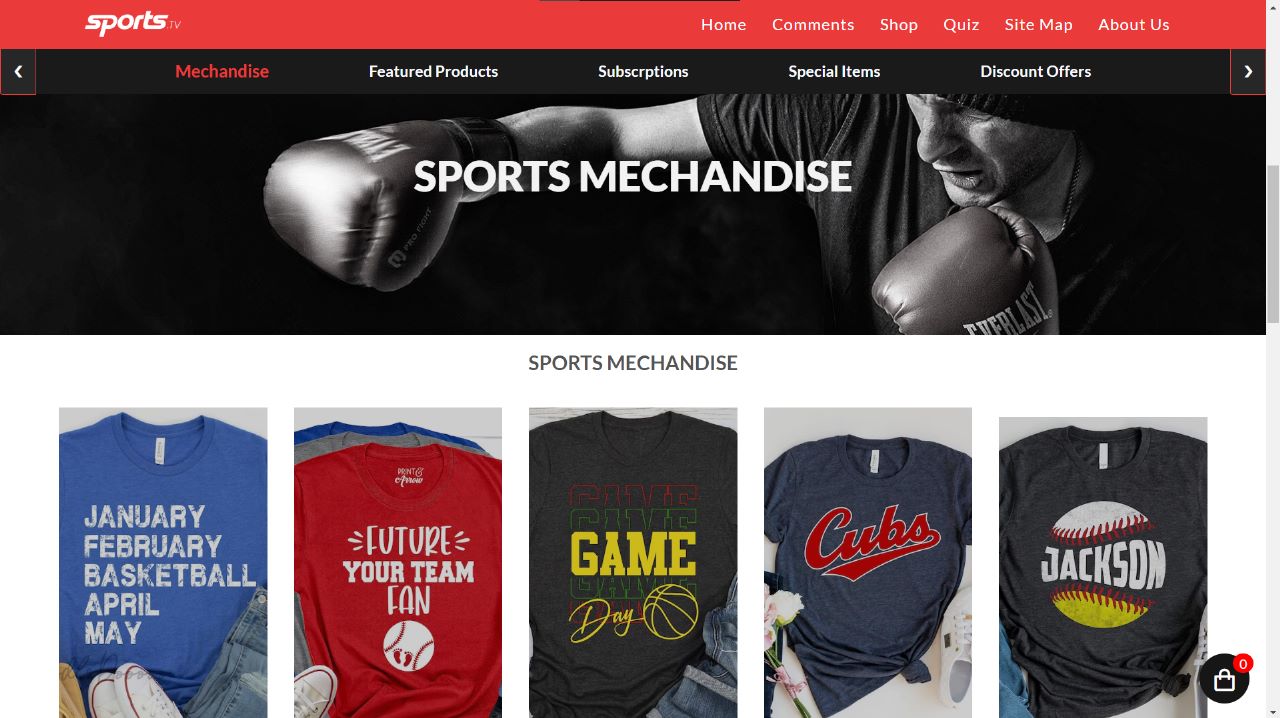 sports TV
Home
Comments
Shop
Quiz
Site Map
About Us
❮
Mechandise
Featured Products
Subscrptions
Special Items
Discount Offers
❯
SPORTS MECHANDISE
PRO FIGHT
EVERLAST
SPORTS MECHANDISE
JANUARY
FEBRUARY
BASKETBALL
APRIL
MAY
PRINT&
Arrow
FUTURE
YOUR TEAM
FAN
GAME
GAME
GAME
GAME
Day
Cubs
JACKSON
0